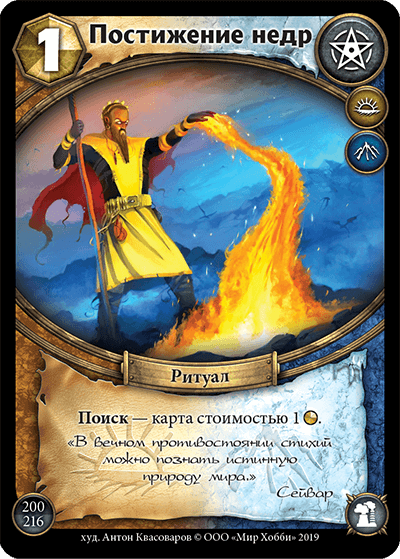 1
Постижение недр
Ритуал
Поиск — карта стоимостью 1.
«В вечном противостоянии стихий
можно познать истинную
природу мира.»
Сейвар
200
216
худ. Антон Квасоваров © ООО «Мир Хобби» 2019